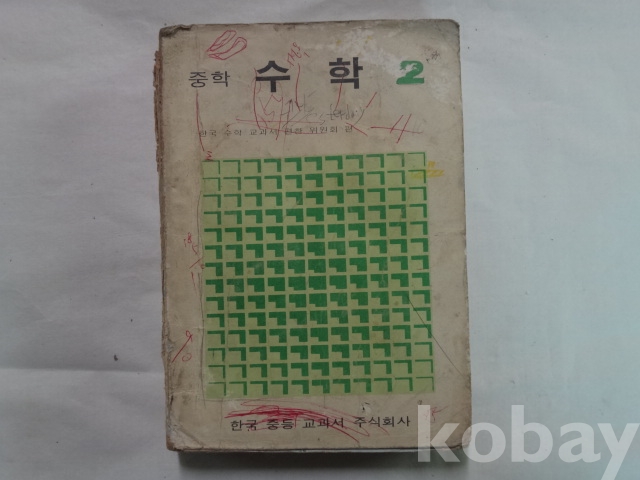 중학 수학 2
한국 중학 교과서 편찬 위원회 편
한국 중등 교과서 주식회사
kobay